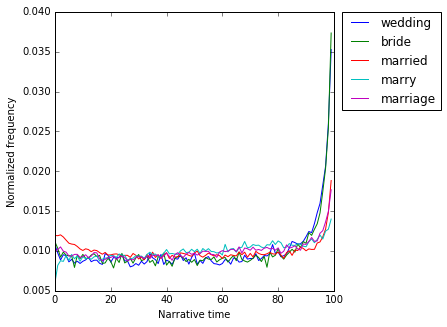 0.040
0.035
0.030
0.025
0.020
0.015
0.010
0.005
Normalized frequency
0
20
40
60
80
100
Narrative time
wedding
bride
married
marry
marriage